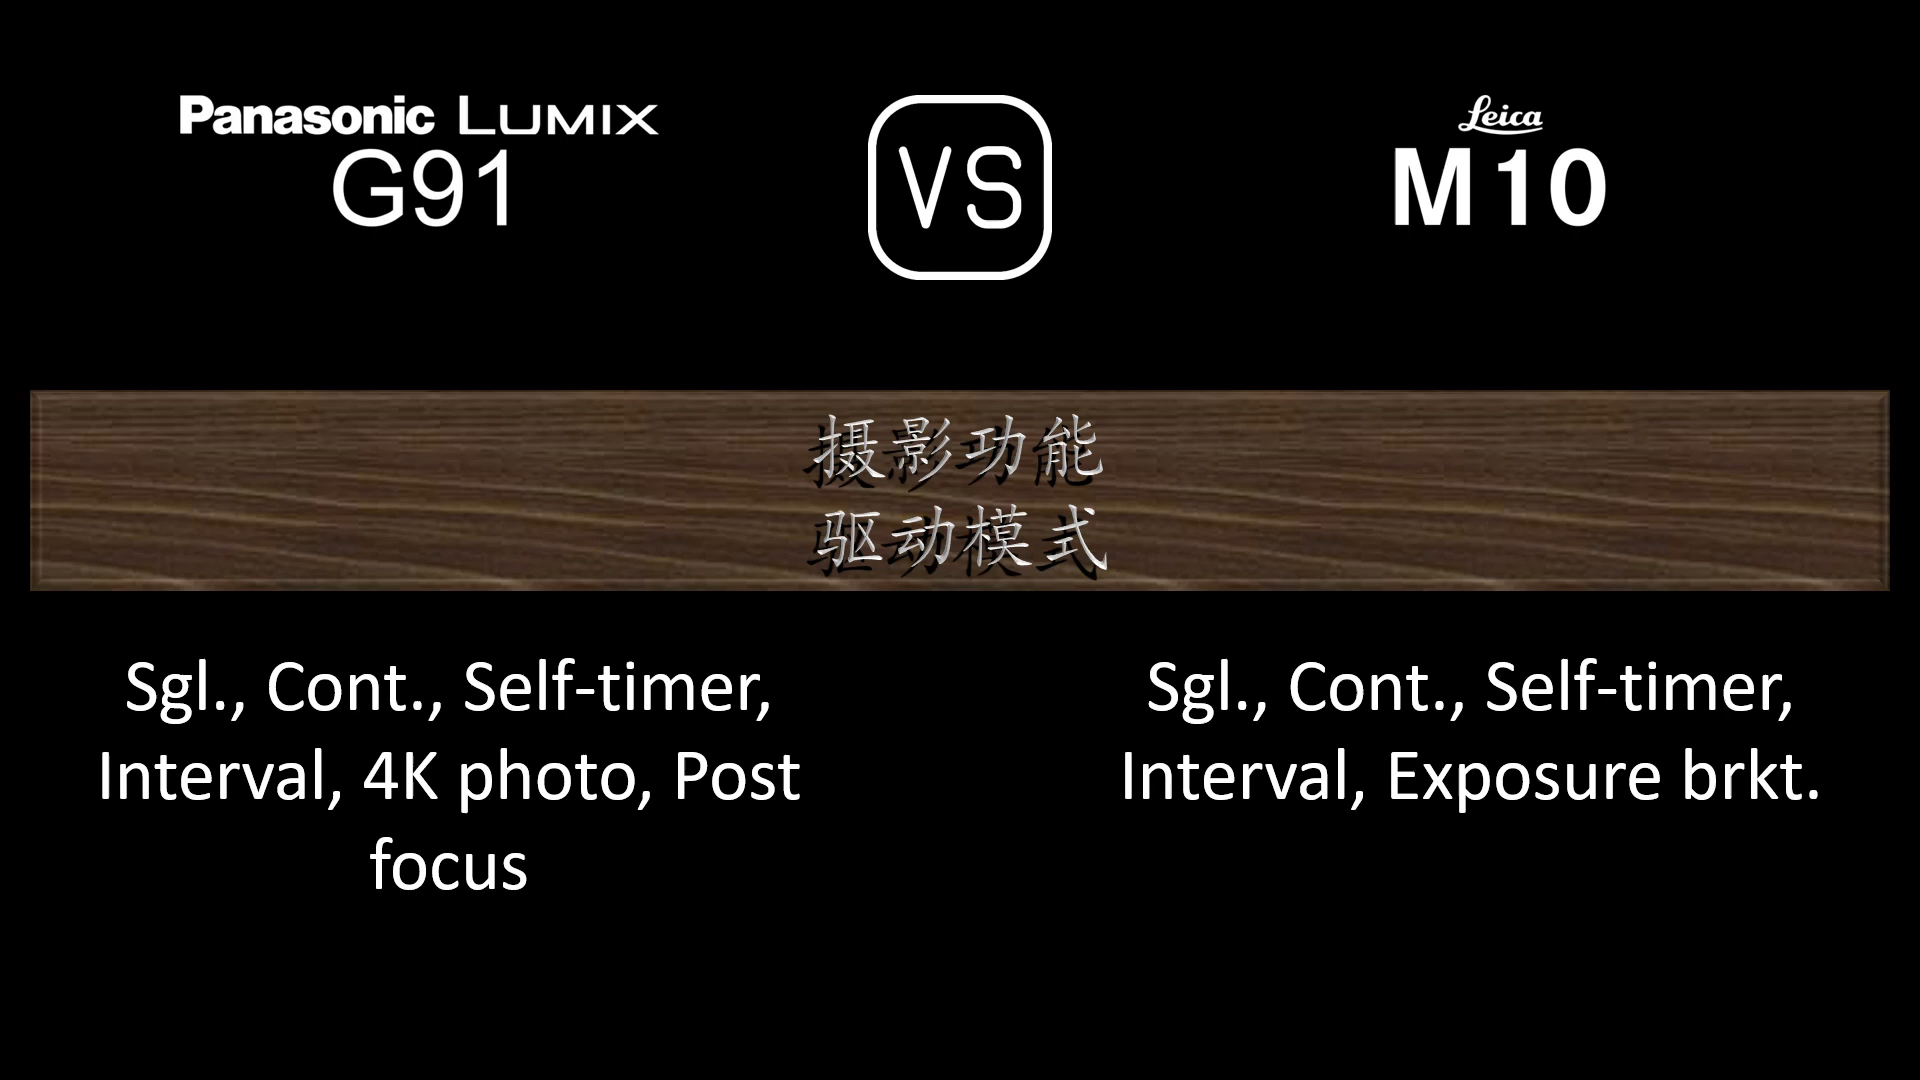 Panasonic LUMIX
G91
VS
Leica
M10
摄影功能
驱动模式
Sgl., Cont., Self-timer,
Interval, 4K photo, Post
focus
Sgl., Cont., Self-timer,
Interval, Exposure brkt.